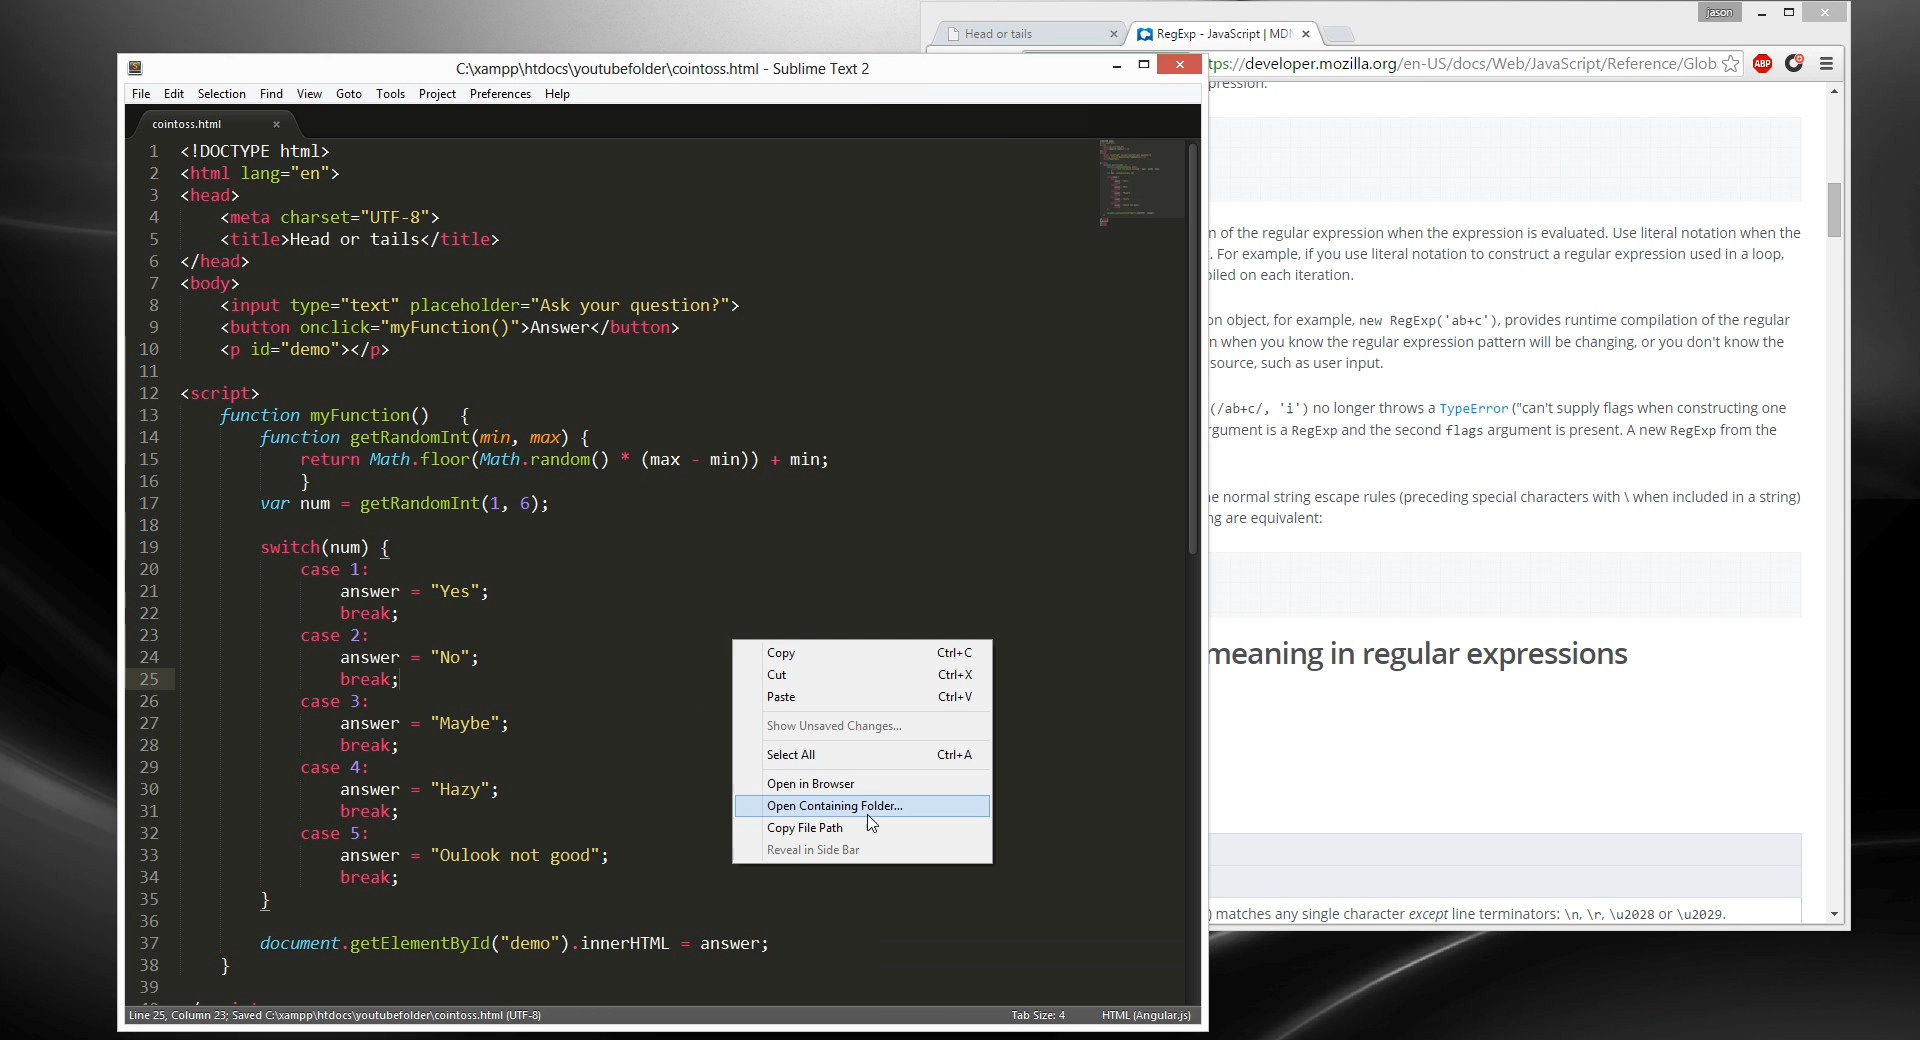 jason
Head or tails
RegExp - JavaScript | MDN
tps://developer.mozilla.org/en-US/docs/Web/JavaScript/Reference/Glob
ABP
C:\xampp\htdocs\youtubefolder\cointoss.html - Sublime Text 2
File Edit Selection Find View Goto Tools Project Preferences Help
cointoss.html
1 <!DOCTYPE html>
2 <html lang="en">
3 <head>
4 <meta charset="UTF-8">
5 <title>Head or tails</title>
6 </head>
7 <body>
8 <input type="text" placeholder="Ask your question?">
9 <button onclick="myFunction()">Answer</button>
10 <p id="demo"></p>
11
12 <script>
13 function myFunction() {
14 function getRandomInt(min, max) {
15 return Math.floor(Math.random() * (max - min)) + min;
16 }
17 var num = getRandomInt(1, 6);
18
19 switch(num) {
20 case 1:
21 answer = "Yes";
22 break;
23 case 2:
24 answer = "No";
25 break;
26 case 3:
27 answer = "Maybe";
28 break;
29 case 4:
30 answer = "Hazy";
31 break;
32 case 5:
33 answer = "Oulook not good";
34 break;
35 }
36
37 document.getElementById("demo").innerHTML = answer;
38 }
39
Line 25, Column 23; Saved C:\xampp\htdocs\youtubefolder\cointoss.html (UTF-8)
Tab Size: 4
HTML (Angular.js)
Copy Ctrl+C
Cut Ctrl+X
Paste Ctrl+V
Show Unsaved Changes...
Select All Ctrl+A
Open in Browser
Open Containing Folder...
Copy File Path
Reveal in Side Bar
pression.
n of the regular expression when the expression is evaluated. Use literal notation when the
. For example, if you use literal notation to construct a regular expression used in a loop,
iled on each iteration.
on object, for example, new RegExp('ab+c'), provides runtime compilation of the regular
n when you know the regular expression pattern will be changing, or you don't know the
source, such as user input.
(/ab+c/, 'i') no longer throws a TypeError ("can't supply flags when constructing one
rgument is a RegExp and the second flags argument is present. A new RegExp from the
e normal string escape rules (preceding special characters with \ when included in a string)
ng are equivalent:
meaning in regular expressions
) matches any single character except line terminators: \n, \r, \u2028 or \u2029.